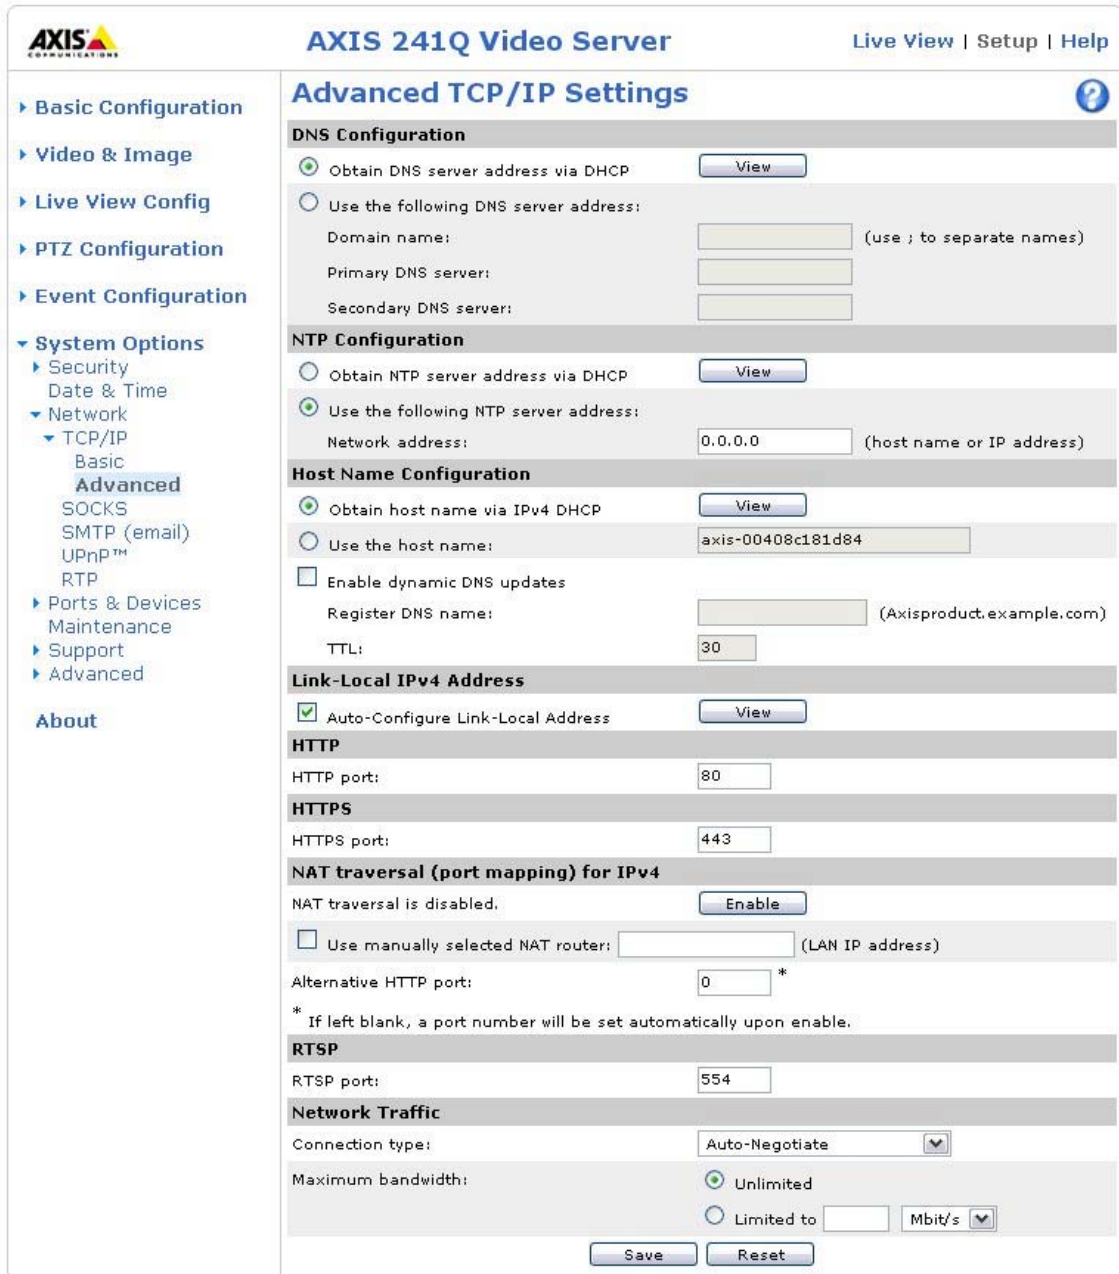 AXIS COMMUNICATIONS
AXIS 241Q Video Server
Live View | Setup | Help
Basic Configuration
Video & Image
Live View Config
PTZ Configuration
Event Configuration
System Options
Security
Date & Time
Network
TCP/IP
Basic
Advanced
SOCKS
SMTP (email)
UPnP™
RTP
Ports & Devices
Maintenance
Support
Advanced
About
Advanced TCP/IP Settings
?
DNS Configuration
Obtain DNS server address via DHCP View
Use the following DNS server address:
Domain name: (use ; to separate names)
Primary DNS server:
Secondary DNS server:
NTP Configuration
Obtain NTP server address via DHCP View
Use the following NTP server address:
Network address: 0.0.0.0 (host name or IP address)
Host Name Configuration
Obtain host name via IPv4 DHCP View
Use the host name: axis-00408c181d84
Enable dynamic DNS updates
Register DNS name: (Axisproduct.example.com)
TTL: 30
Link-Local IPv4 Address
Auto-Configure Link-Local Address View
HTTP
HTTP port: 80
HTTPS
HTTPS port: 443
NAT traversal (port mapping) for IPv4
NAT traversal is disabled. Enable
Use manually selected NAT router: (LAN IP address)
Alternative HTTP port: 0 *
* If left blank, a port number will be set automatically upon enable.
RTSP
RTSP port: 554
Network Traffic
Connection type: Auto-Negotiate
Maximum bandwidth: Unlimited
Limited to Mbit/s
Save Reset